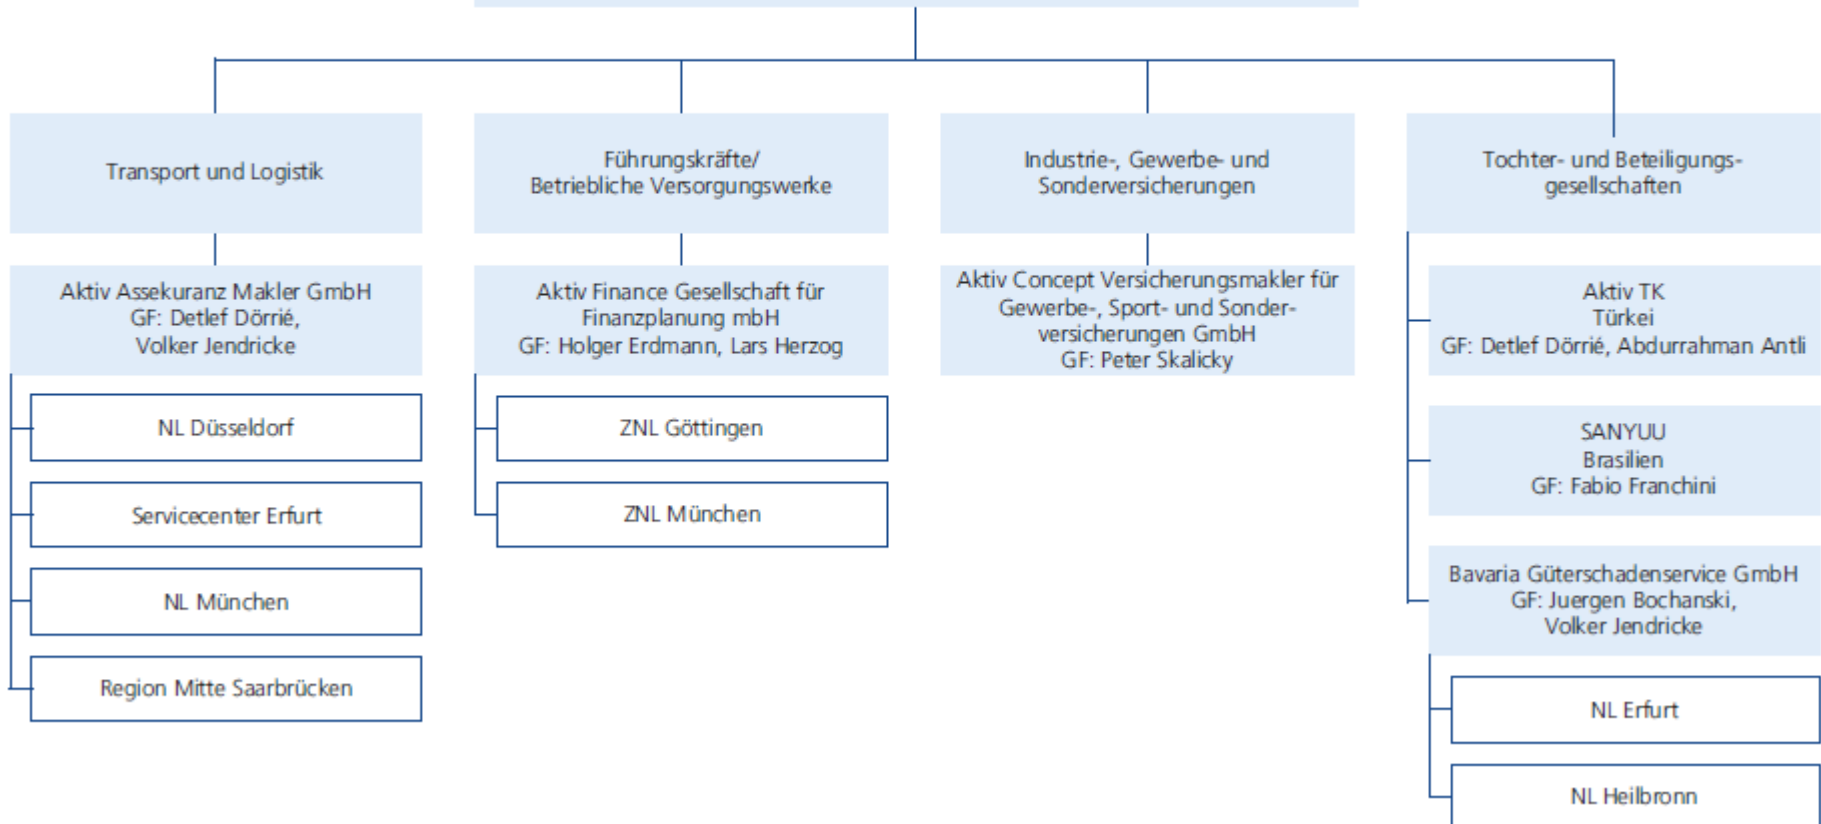 Transport und Logistik
Führungskräfte/
Betriebliche Versorgungswerke
Industrie-, Gewerbe- und
Sonderversicherungen
Tochter- und Beteiligungs-
gesellschaften
Aktiv Assekuranz Makler GmbH
GF: Detlef Dörrié,
Volker Jendricke
NL Düsseldorf
Servicecenter Erfurt
NL München
Region Mitte Saarbrücken
Aktiv Finance Gesellschaft für
Finanzplanung mbH
GF: Holger Erdmann, Lars Herzog
ZNL Göttingen
ZNL München
Aktiv Concept Versicherungsmakler für
Gewerbe-, Sport- und Sonder-
versicherungen GmbH
GF: Peter Skalicky
Aktiv TK
Türkei
GF: Detlef Dörrié, Abdurrahman Antli
SANYUU
Brasilien
GF: Fabio Franchini
Bavaria Güterschadenservice GmbH
GF: Juergen Bochanski,
Volker Jendricke
NL Erfurt
NL Heilbronn